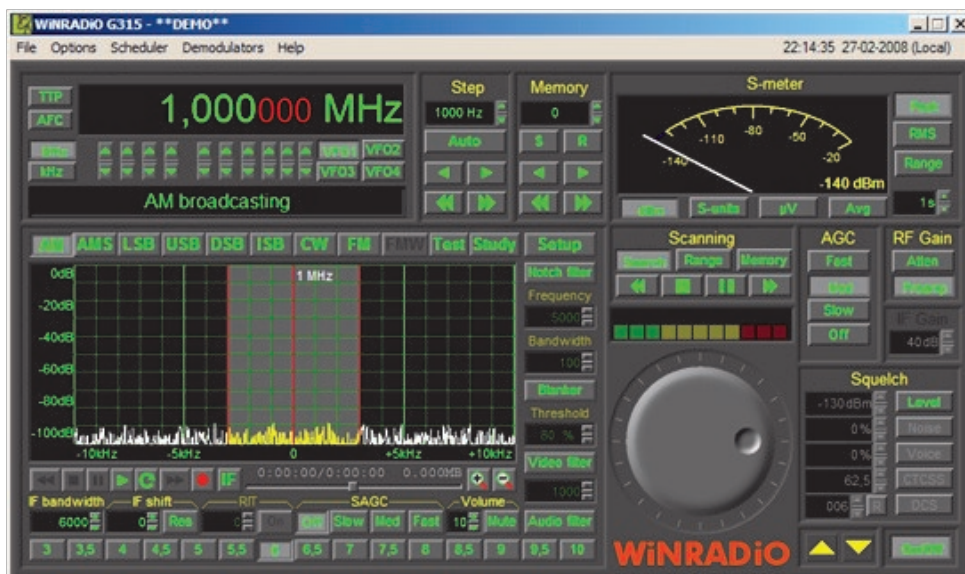 WiNRADiO G315 - **DEMO**
File Options Scheduler Demodulators Help 22:14:35 27-02-2008 (Local)
TTP
AFC
1,000000 MHz
kHz
VFO1 VFO2
VFO3 VFO4
AM broadcasting
Step
1000 Hz
Auto
Memory
0
S R
S-meter
-140 -110 -80 -50 -20
-140 dBm
RMS
Range
1s
dBm S-units µV Avg
AM AMS LSB USB DSB ISB CW FM FMW Test Study Setup
0dB
-20dB
-40dB
-60dB
-80dB
-100dB
1 MHz
-10kHz -5kHz 0 +5kHz +10kHz
Notch filter
Frequency
5000
Bandwidth
100
Blanker
Threshold
Video filter
1000
Audio filter
IF 0:00:00/0:00:00 0.000MB
IF bandwidth IF shift RIT SAGC Volume
6000 0 Res 0 On Off Slow Med Fast 10 Mute
3 3,5 4 4,5 5 5,5 6 6,5 7 7,5 8 8,5 9 9,5 10
Scanning
Search Range Memory
AGC
Fast
Med
Slow
Off
RF Gain
Atten
Preamp
IF Gain
40dB
Squelch
-130dBm Level
0% Noise
0% Voice
62,5 CTCSS
006 R DCS
WiNRADiO